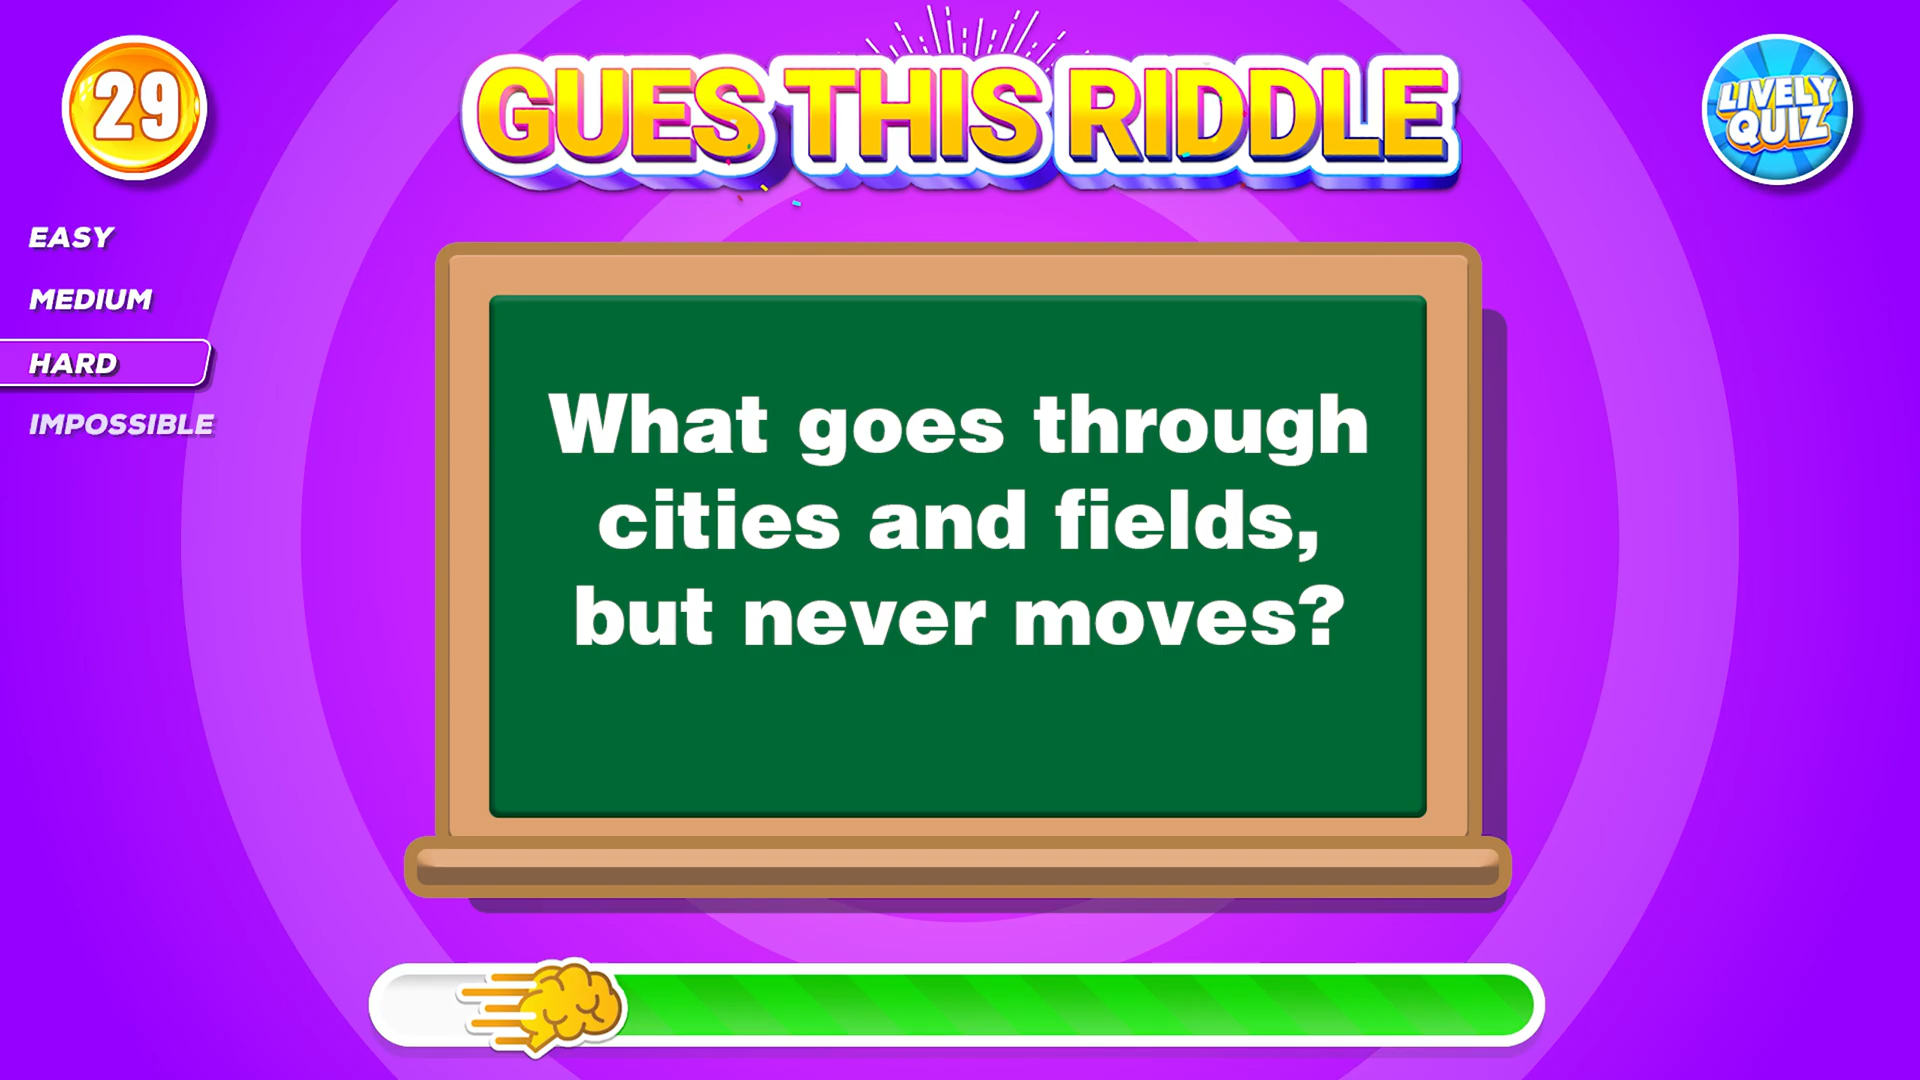 29
GUES THIS RIDDLE
LIVELY
QUIZ
EASY
MEDIUM
HARD
IMPOSSIBLE
What goes through
cities and fields,
but never moves?